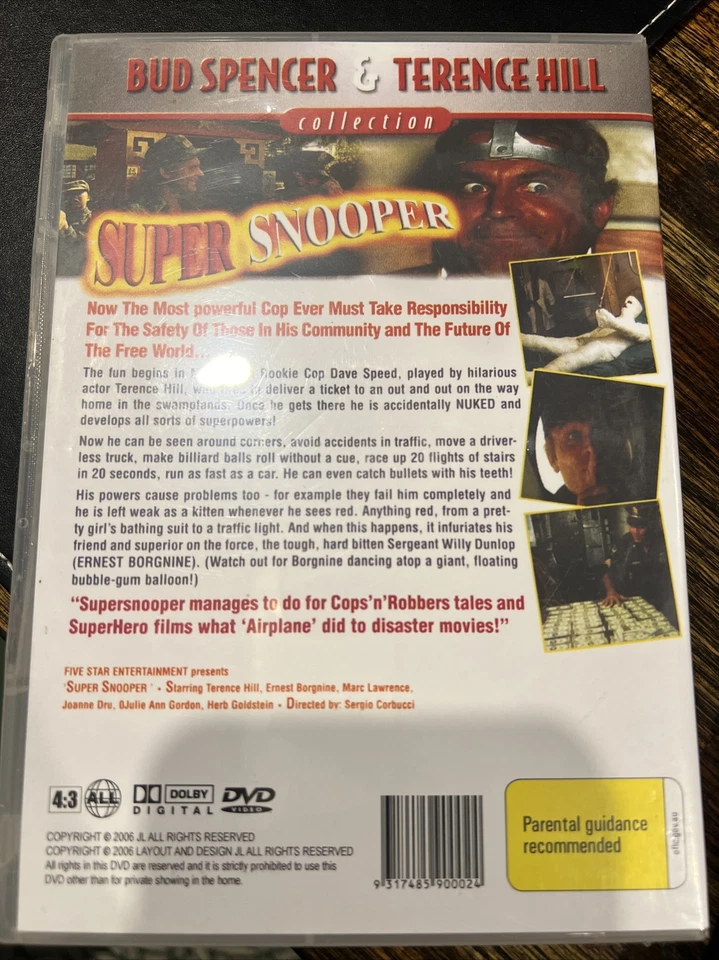 BUD SPENCER & TERENCE HILL
collection
SUPER SNOOPER
Now The Most powerful Cop Ever Must Take Responsibility
For The Safety Of Those In His Community and The Future Of
The Free World...
The fun begins in Rookie Cop Dave Speed, played by hilarious
actor Terence Hill, who deliver a ticket to an out and out on the way
home in the swamplands. Once he gets there he is accidentally NUKED and
develops all sorts of superpowers!
Now he can be seen around corners, avoid accidents in traffic, move a driver-
less truck, make billiard balls roll without a cue, race up 20 flights of stairs
in 20 seconds, run as fast as a car. He can even catch bullets with his teeth!
His powers cause problems too - for example they fail him completely and
he is left weak as a kitten whenever he sees red. Anything red, from a pret-
ty girl's bathing suit to a traffic light. And when this happens, it infuriates his
friend and superior on the force, the tough, hard bitten Sergeant Willy Dunlop
(ERNEST BORGNINE). (Watch out for Borgnine dancing atop a giant, floating
bubble-gum balloon!)
"Supersnooper manages to do for Cops'n'Robbers tales and
SuperHero films what 'Airplane' did to disaster movies!"
FIVE STAR ENTERTAINMENT presents
'SUPER SNOOPER ' • Starring Terence Hill, Ernest Borgnine, Marc Lawrence,
Joanne Dru, 0Julie Ann Gordon, Herb Goldstein • Directed by: Sergio Corbucci
4:3 ALL DOLBY DIGITAL DVD VIDEO
COPYRIGHT © 2006 JL ALL RIGHTS RESERVED
COPYRIGHT © 2006 LAYOUT AND DESIGN JL ALL RIGHTS RESERVED
All rights in this DVD are reserved and it is strictly prohibited to use this
DVD other than for private showing in the home.
9 317485 900024
Parental guidance
recommended
oflc.gov.au